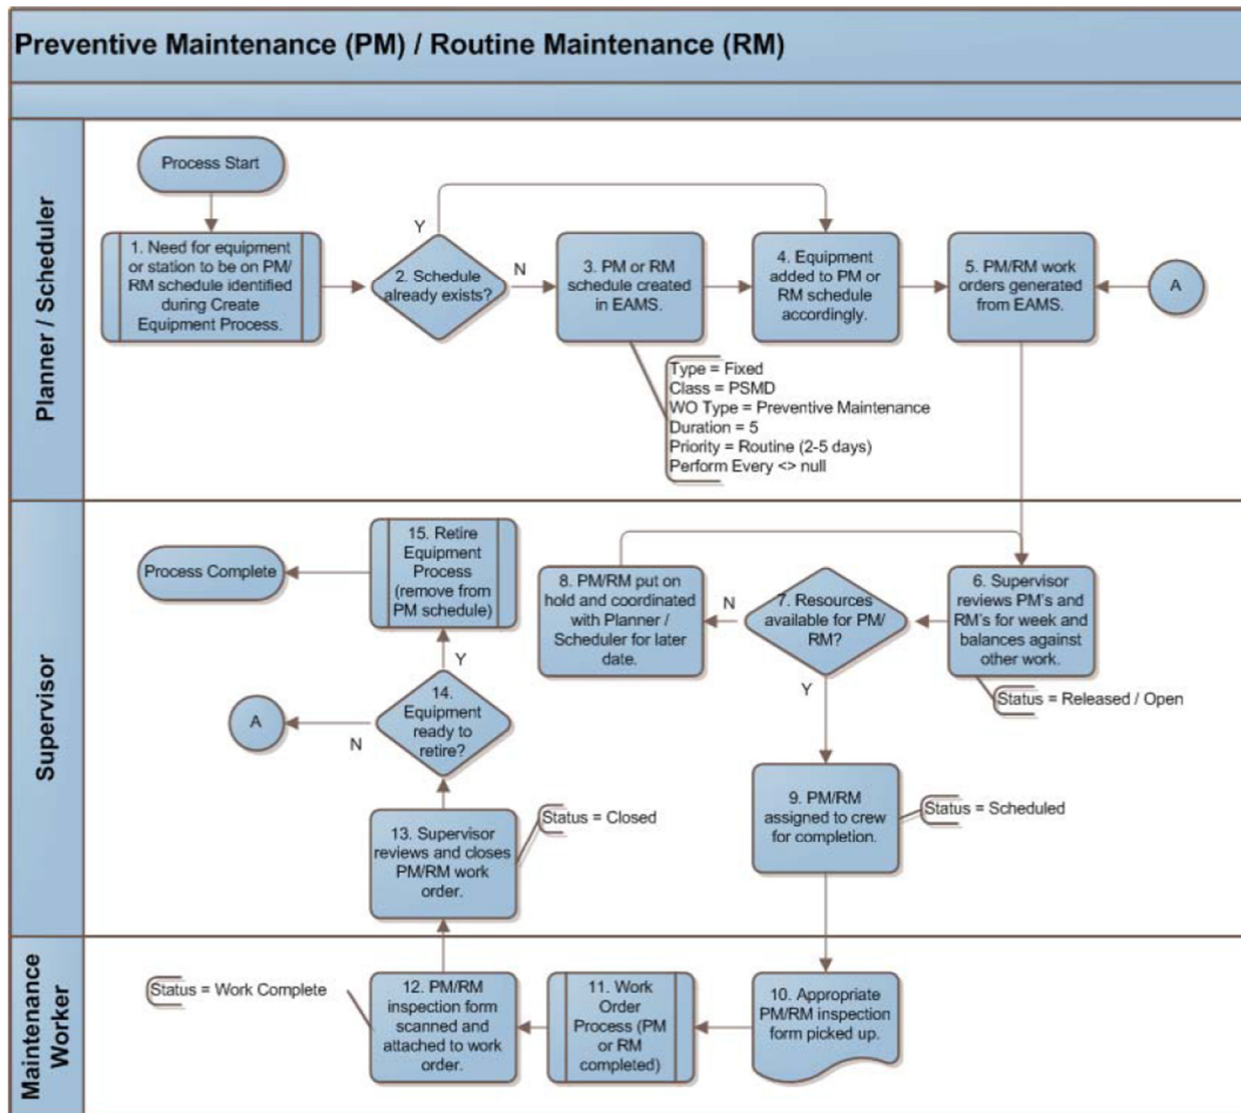 Preventive Maintenance (PM) / Routine Maintenance (RM)
Planner / Scheduler
Process Start
1. Need for equipment
or station to be on PM/
RM schedule identified
during Create
Equipment Process.
Y
2. Schedule
already exists?
N
3. PM or RM
schedule created
in EAMS.
4. Equipment
added to PM or
RM schedule
accordingly.
5. PM/RM work
orders generated
from EAMS.
A
Type = Fixed
Class = PSMD
WO Type = Preventive Maintenance
Duration = 5
Priority = Routine (2-5 days)
Perform Every <> null
Supervisor
Process Complete
15. Retire
Equipment
Process
(remove from
PM schedule)
8. PM/RM put on
hold and coordinated
with Planner /
Scheduler for later
date.
N
7. Resources
available for PM/
RM?
Y
6. Supervisor
reviews PM's and
RM's for week and
balances against
other work.
Status = Released / Open
Y
A
N
14.
Equipment
ready to
retire?
13. Supervisor
reviews and closes
PM/RM work
order.
Status = Closed
9. PM/RM
assigned to crew
for completion.
Status = Scheduled
Maintenance
Worker
Status = Work Complete
12. PM/RM
inspection form
scanned and
attached to work
order.
11. Work
Order
Process (PM
or RM
completed)
10. Appropriate
PM/RM inspection
form picked up.